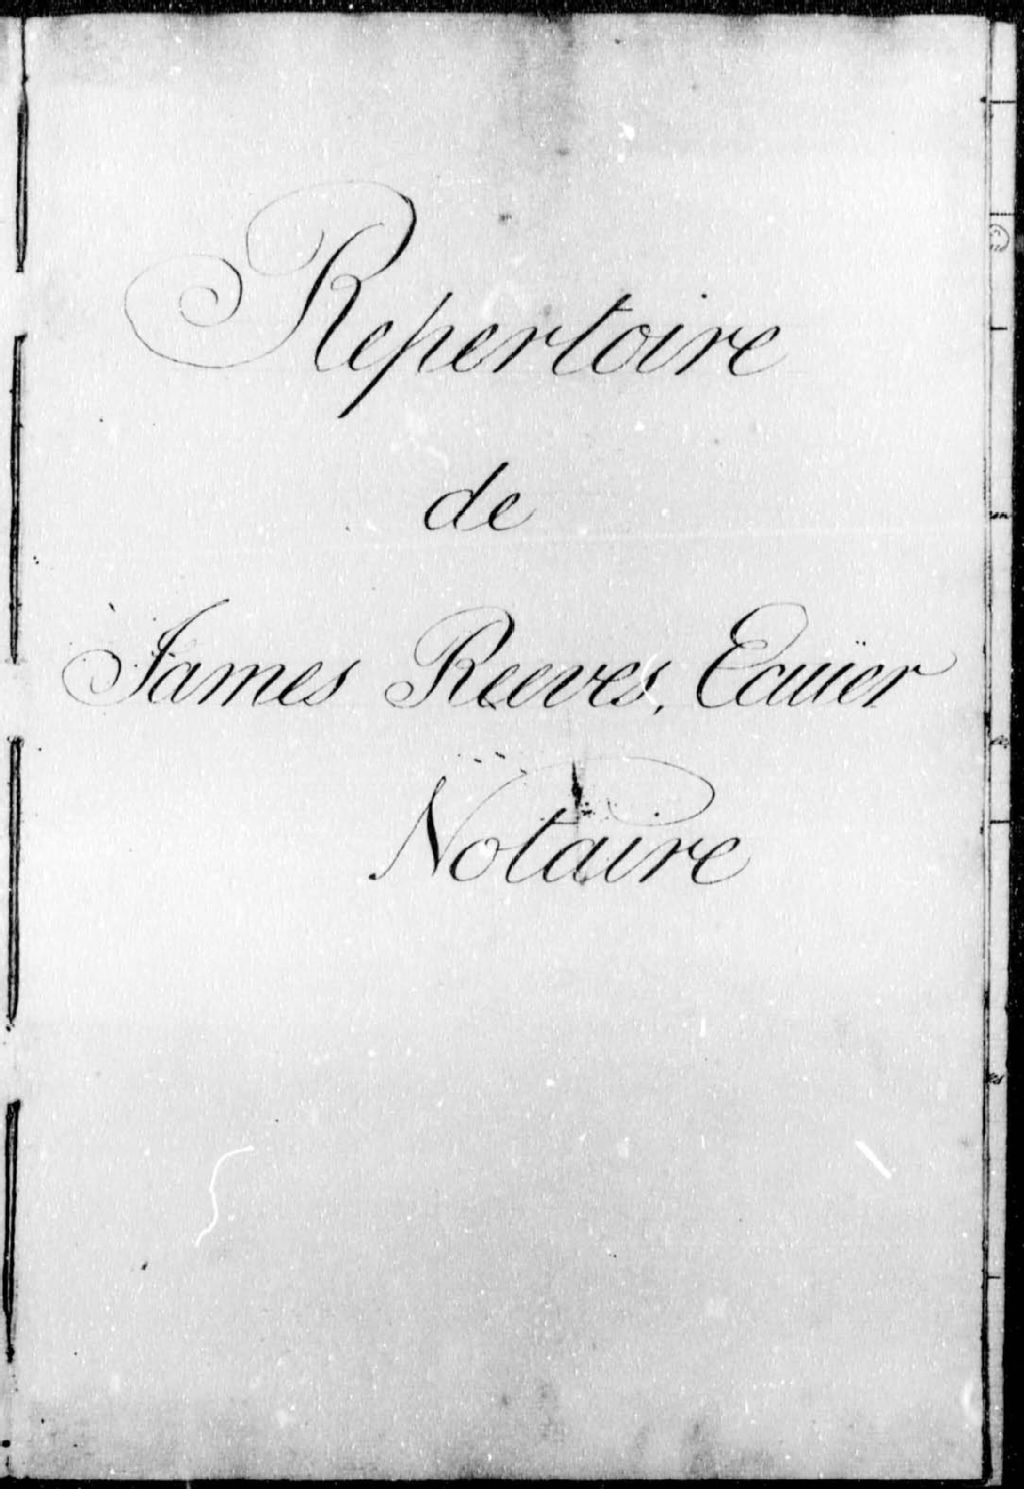 Repertoire
de
James Reeves, Ecuier
Notaire